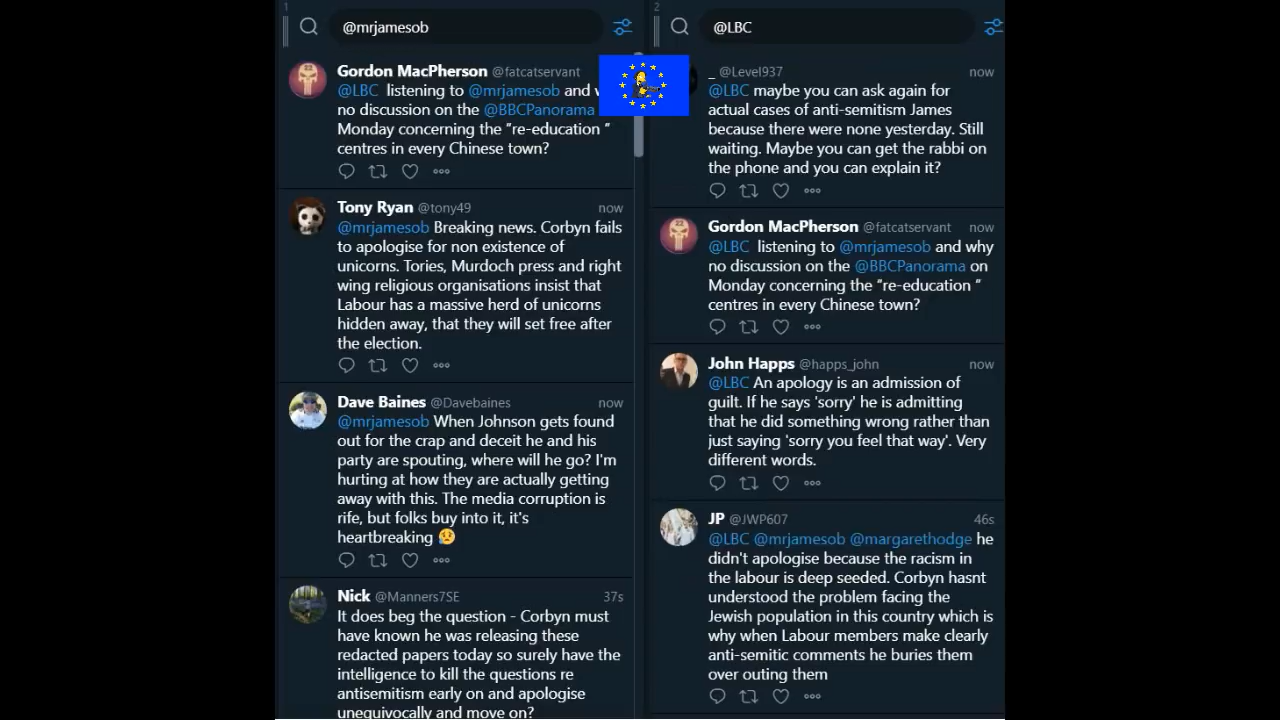 1
@mrjamesob
Gordon MacPherson @fatcatservant
@LBC listening to @mrjamesob and
no discussion on the @BBCPanorama
Monday concerning the "re-education "
centres in every Chinese town?
Tony Ryan @tony49 now
@mrjamesob Breaking news. Corbyn fails
to apologise for non existence of
unicorns. Tories, Murdoch press and right
wing religious organisations insist that
Labour has a massive herd of unicorns
hidden away, that they will set free after
the election.
Dave Baines @Davebaines now
@mrjamesob When Johnson gets found
out for the crap and deceit he and his
party are spouting, where will he go? I'm
hurting at how they are actually getting
away with this. The media corruption is
rife, but folks buy into it, it's
heartbreaking 😥
Nick @Manners7SE 37s
It does beg the question - Corbyn must
have known he was releasing these
redacted papers today so surely have the
intelligence to kill the questions re
antisemitism early on and apologise
unequivocally and move on?
2
@LBC
_ @Level937 now
@LBC maybe you can ask again for
actual cases of anti-semitism James
because there were none yesterday. Still
waiting. Maybe you can get the rabbi on
the phone and you can explain it?
Gordon MacPherson @fatcatservant now
@LBC listening to @mrjamesob and why
no discussion on the @BBCPanorama on
Monday concerning the "re-education "
centres in every Chinese town?
John Happs @happs_john now
@LBC An apology is an admission of
guilt. If he says 'sorry' he is admitting
that he did something wrong rather than
just saying 'sorry you feel that way'. Very
different words.
JP @JWP607 46s
@LBC @mrjamesob @margarethodge he
didn't apologise because the racism in
the labour is deep seeded. Corbyn hasnt
understood the problem facing the
Jewish population in this country which is
why when Labour members make clearly
anti-semitic comments he buries them
over outing them